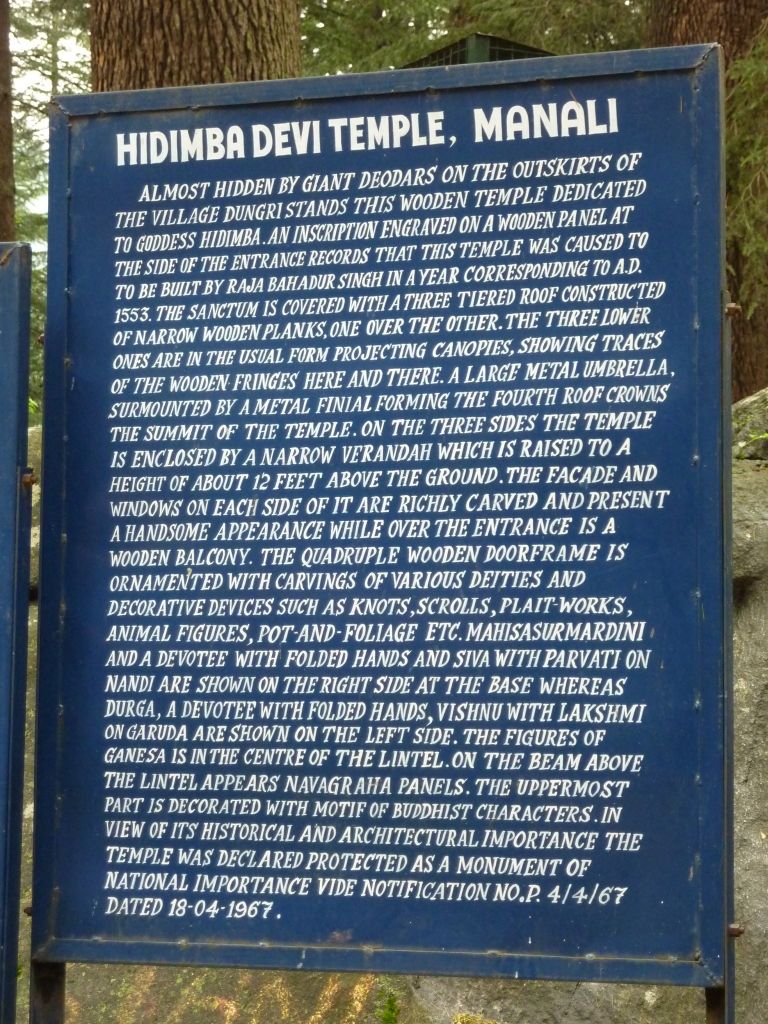 HIDIMBA DEVI TEMPLE, MANALI
ALMOST HIDDEN BY GIANT DEODARS ON THE OUTSKIRTS OF
THE VILLAGE DUNGRI STANDS THIS WOODEN TEMPLE DEDICATED
TO GODDESS HIDIMBA. AN INSCRIPTION ENGRAVED ON A WOODEN PANEL AT
THE SIDE OF THE ENTRANCE RECORDS THAT THIS TEMPLE WAS CAUSED TO
TO BE BUILT BY RAJA BAHADUR SINGH IN A YEAR CORRESPONDING TO A.D.
1553. THE SANCTUM IS COVERED WITH A THREE TIERED ROOF CONSTRUCTED
OF NARROW WOODEN PLANKS, ONE OVER THE OTHER. THE THREE LOWER
ONES ARE IN THE USUAL FORM PROJECTING CANOPIES, SHOWING TRACES
OF THE WOODEN FRINGES HERE AND THERE. A LARGE METAL UMBRELLA,
SURMOUNTED BY A METAL FINIAL FORMING THE FOURTH ROOF CROWNS
THE SUMMIT OF THE TEMPLE. ON THE THREE SIDES THE TEMPLE
IS ENCLOSED BY A NARROW VERANDAH WHICH IS RAISED TO A
HEIGHT OF ABOUT 12 FEET ABOVE THE GROUND. THE FACADE AND
WINDOWS ON EACH SIDE OF IT ARE RICHLY CARVED AND PRESENT
A HANDSOME APPEARANCE WHILE OVER THE ENTRANCE IS A
WOODEN BALCONY. THE QUADRUPLE WOODEN DOORFRAME IS
ORNAMENTED WITH CARVINGS OF VARIOUS DEITIES AND
DECORATIVE DEVICES SUCH AS KNOTS, SCROLLS, PLAIT-WORKS,
ANIMAL FIGURES, POT-AND-FOLIAGE ETC. MAHISASURMARDINI
AND A DEVOTEE WITH FOLDED HANDS AND SIVA WITH PARVATI ON
NANDI ARE SHOWN ON THE RIGHT SIDE AT THE BASE WHEREAS
DURGA, A DEVOTEE WITH FOLDED HANDS, VISHNU WITH LAKSHMI
ON GARUDA ARE SHOWN ON THE LEFT SIDE. THE FIGURES OF
GANESA IS IN THE CENTRE OF THE LINTEL. ON THE BEAM ABOVE
THE LINTEL APPEARS NAVAGRAHA PANELS. THE UPPERMOST
PART IS DECORATED WITH MOTIF OF BUDDHIST CHARACTERS. IN
VIEW OF ITS HISTORICAL AND ARCHITECTURAL IMPORTANCE THE
TEMPLE WAS DECLARED PROTECTED AS A MONUMENT OF
NATIONAL IMPORTANCE VIDE NOTIFICATION NO.P. 4/4/67
DATED 18-04-1967.